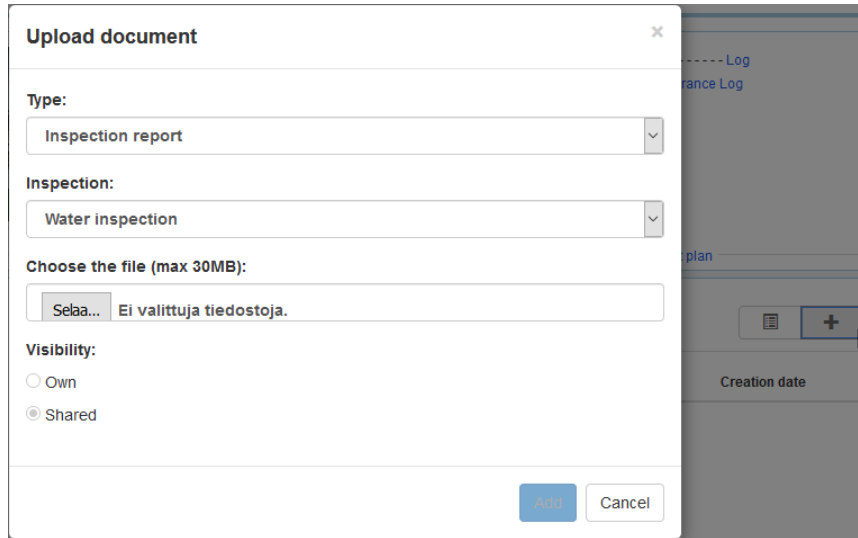 Upload document
×
------ Log
rance Log
Type:
Inspection report
Inspection:
Water inspection
plan
Choose the file (max 30MB):
Selaa... Ei valittuja tiedostoja.
Visibility:
Own
Creation date
Shared
Add Cancel